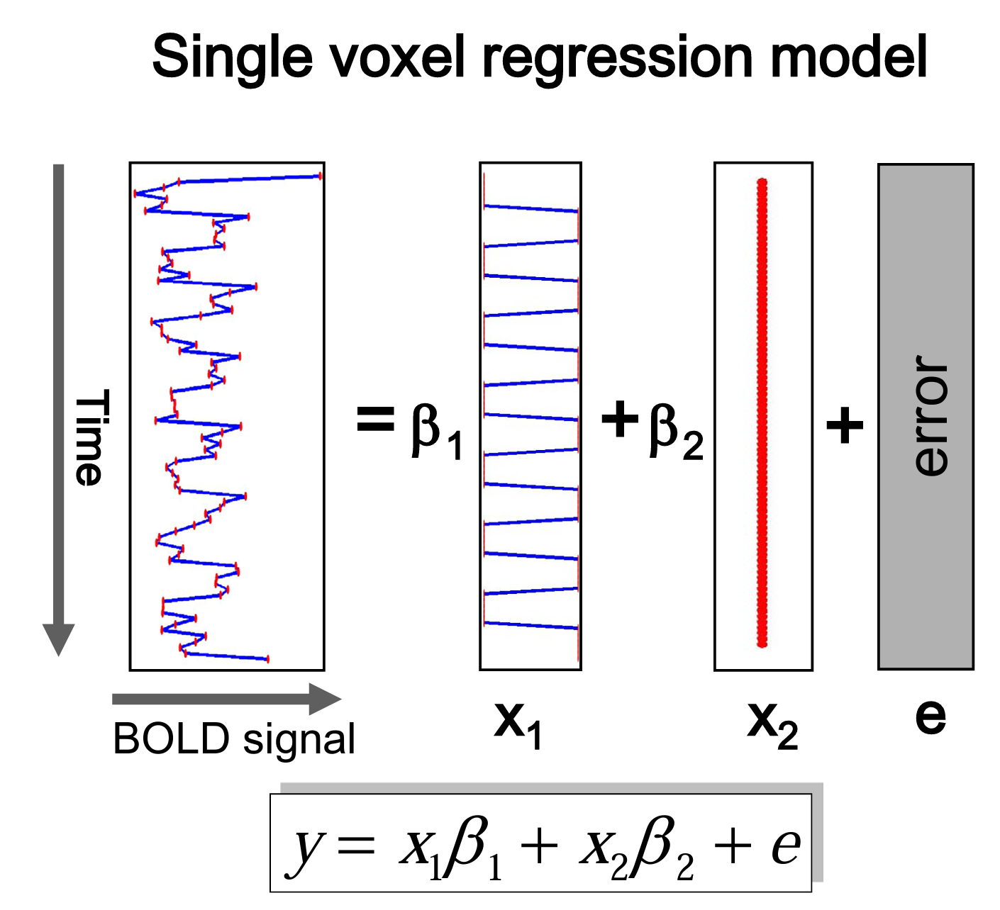 Single voxel regression model
Time
= β1 + β2 + error
BOLD signal
x1 x2 e
y = x1β1 + x2β2 + e